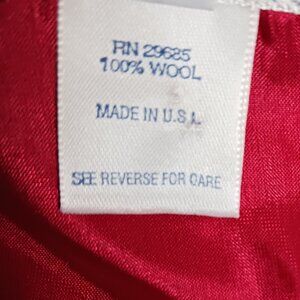 RN 29685
100% WOOL
MADE IN U.S.A.
SEE REVERSE FOR CARE